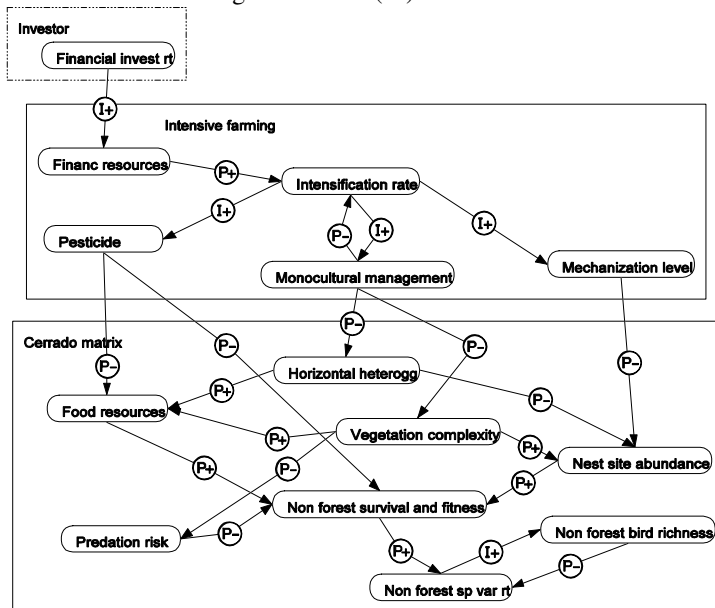 Investor
Financial invest rt
I+
Intensive farming
Financ resources
P+
Intensification rate
I+
I+
P-
I+
Pesticide
Monocultural management
Mechanization level
P-
Cerrado matrix
P-
P-
P-
P-
Horizontal heterogg
P+
P-
Food resources
P+
Vegetation complexity
P+
Nest site abundance
P+
P-
P+
Non forest survival and fitness
Predation risk
P-
Non forest bird richness
P+
I+
P-
Non forest sp var rt